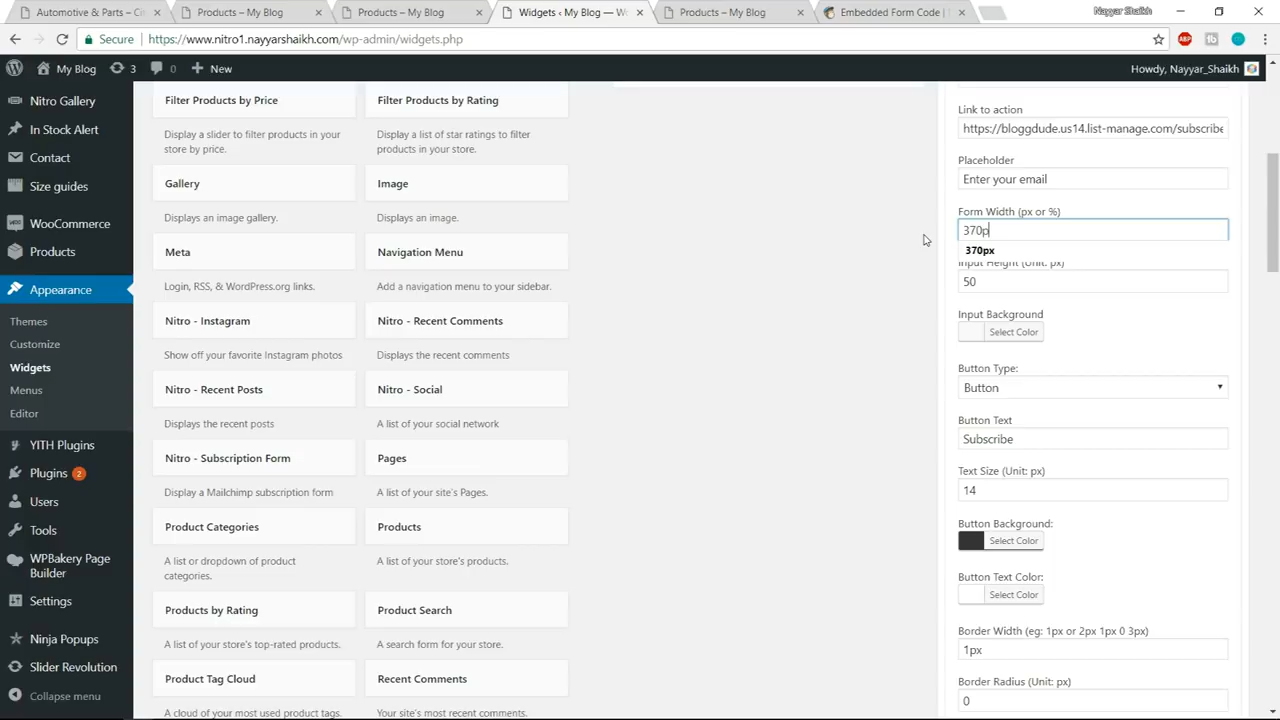 Automotive & Parts – Cit
Products – My Blog
Products – My Blog
Widgets ‹ My Blog — Wo
Products – My Blog
Embedded Form Code |
Nayyar Shaikh
Secure
https://www.nitro1.nayyarshaikh.com/wp-admin/widgets.php
ABP
fb
My Blog
3
0
New
Howdy, Nayyar_Shaikh
Nitro Gallery
In Stock Alert
Contact
Size guides
WooCommerce
Products
Appearance
Themes
Customize
Widgets
Menus
Editor
YITH Plugins
Plugins 2
Users
Tools
WPBakery Page
Builder
Settings
Ninja Popups
Slider Revolution
Collapse menu
Filter Products by Price
Display a slider to filter products in your
store by price.
Filter Products by Rating
Display a list of star ratings to filter
products in your store.
Gallery
Displays an image gallery.
Image
Displays an image.
Meta
Login, RSS, & WordPress.org links.
Navigation Menu
Add a navigation menu to your sidebar.
Nitro - Instagram
Show off your favorite Instagram photos
Nitro - Recent Comments
Displays the recent comments
Nitro - Recent Posts
Displays the recent posts
Nitro - Social
A list of your social network
Nitro - Subscription Form
Display a Mailchimp subscription form
Pages
A list of your site's Pages.
Product Categories
A list or dropdown of product
categories.
Products
A list of your store's products.
Products by Rating
A list of your store's top-rated products.
Product Search
A search form for your store.
Product Tag Cloud
A cloud of your most used product tags.
Recent Comments
Your site's most recent comments.
Link to action
https://bloggdude.us14.list-manage.com/subscribe
Placeholder
Enter your email
Form Width (px or %)
370p
370px
Input Height (Unit: px)
50
Input Background
Select Color
Button Type:
Button
Button Text
Subscribe
Text Size (Unit: px)
14
Button Background:
Select Color
Button Text Color:
Select Color
Border Width (eg: 1px or 2px 1px 0 3px)
1px
Border Radius (Unit: px)
0